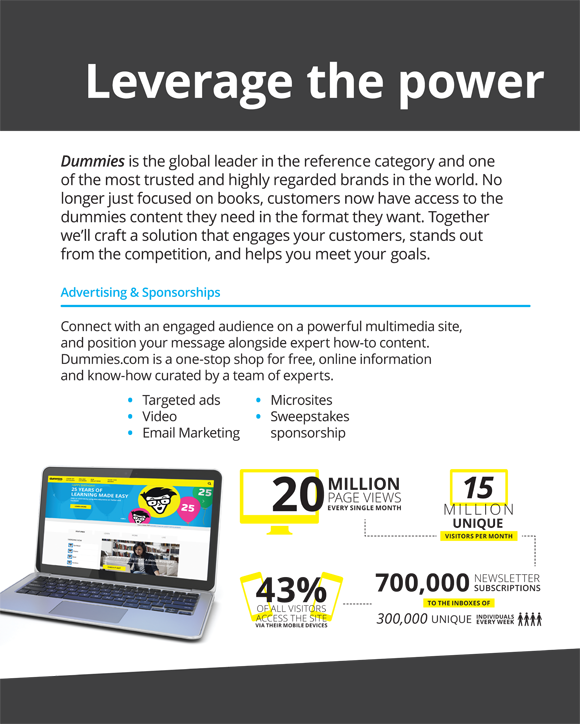 Leverage the power
Dummies is the global leader in the reference category and one
of the most trusted and highly regarded brands in the world. No
longer just focused on books, customers now have access to the
dummies content they need in the format they want. Together
we'll craft a solution that engages your customers, stands out
from the competition, and helps you meet your goals.
Advertising & Sponsorships
Connect with an engaged audience on a powerful multimedia site,
and position your message alongside expert how-to content.
Dummies.com is a one-stop shop for free, online information
and know-how curated by a team of experts.
• Targeted ads
• Video
• Email Marketing
• Microsites
• Sweepstakes
sponsorship
25 YEARS OF
LEARNING MADE EASY
25
25
20 MILLION
PAGE VIEWS
EVERY SINGLE MONTH
15
MILLION
UNIQUE
VISITORS PER MONTH
43%
OF ALL VISITORS
ACCESS THE SITE
VIA THEIR MOBILE DEVICES
700,000 NEWSLETTER
SUBSCRIPTIONS
TO THE INBOXES OF
300,000 UNIQUE INDIVIDUALS
EVERY WEEK